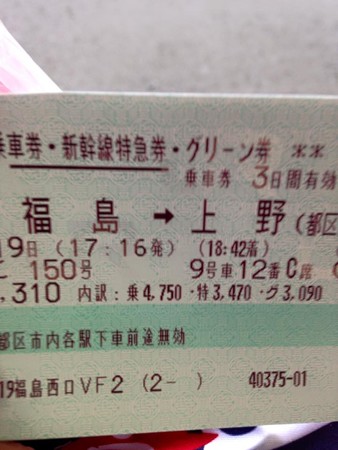 乗車券・新幹線特急券・グリーン券 **
乗車券 3日間有効
福島 → 上野(都区
19日 (17:16発) (18:42着)
150号 9号車12番C席
,310 内訳:乗4,750・特3,470・グ3,090
都区市内各駅下車前途無効
19福島西口VF2 (2- ) 40375-01